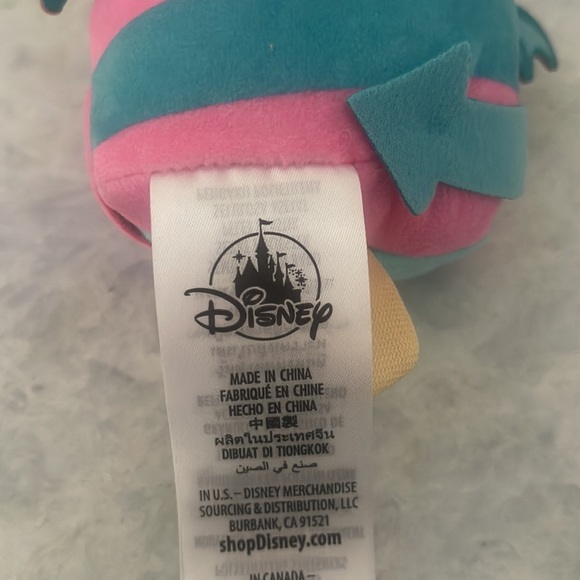 Disney
MADE IN CHINA
FABRIQUÉ EN CHINE
HECHO EN CHINA
中國製
ผลิตในประเทศจีน
DIBUAT DI TIONGKOK
صنع في الصين
IN U.S. – DISNEY MERCHANDISE
SOURCING & DISTRIBUTION, LLC
BURBANK, CA 91521
shopDisney.com
IN CANADA –